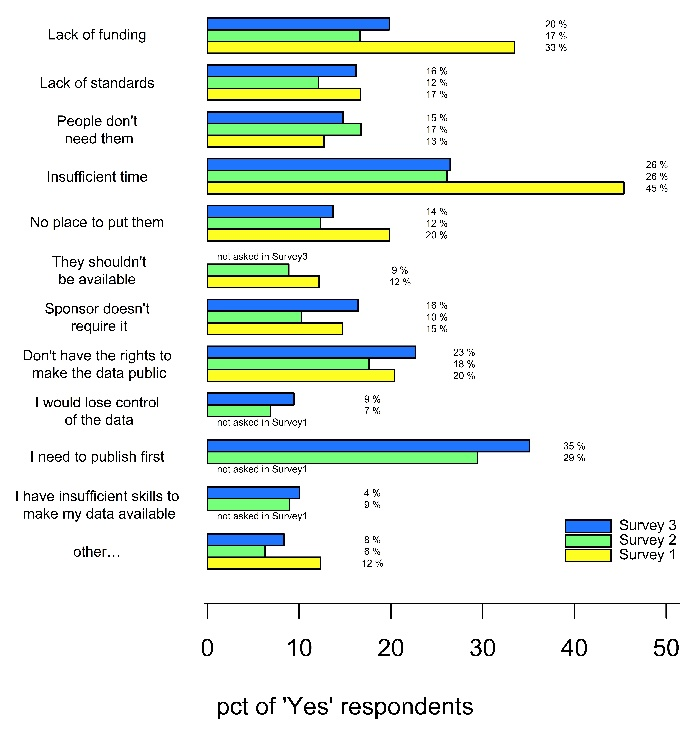 Lack of funding
20 %
17 %
33 %
Lack of standards
16 %
12 %
17 %
People don't
need them
15 %
17 %
13 %
Insufficient time
26 %
26 %
45 %
No place to put them
14 %
12 %
20 %
They shouldn't
be available
not asked in Survey3
9 %
12 %
Sponsor doesn't
require it
16 %
10 %
15 %
Don't have the rights to
make the data public
23 %
18 %
20 %
I would lose control
of the data
9 %
7 %
not asked in Survey1
I need to publish first
35 %
29 %
not asked in Survey1
I have insufficient skills to
make my data available
4 %
9 %
not asked in Survey1
other...
8 %
6 %
12 %
Survey 3
Survey 2
Survey 1
0 10 20 30 40 50
pct of 'Yes' respondents